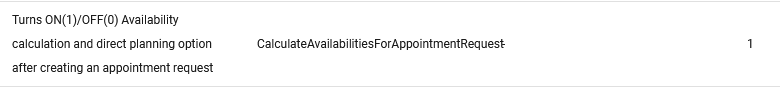 Turns ON(1)/OFF(0) Availability
calculation and direct planning option CalculateAvailabilitiesForAppointmentRequest 1
after creating an appointment request